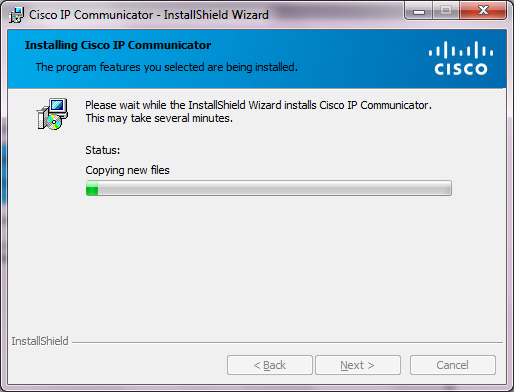 Cisco IP Communicator - InstallShield Wizard
Installing Cisco IP Communicator
The program features you selected are being installed.
CISCO
Please wait while the InstallShield Wizard installs Cisco IP Communicator.
This may take several minutes.
Status:
Copying new files
InstallShield
< Back
Next >
Cancel